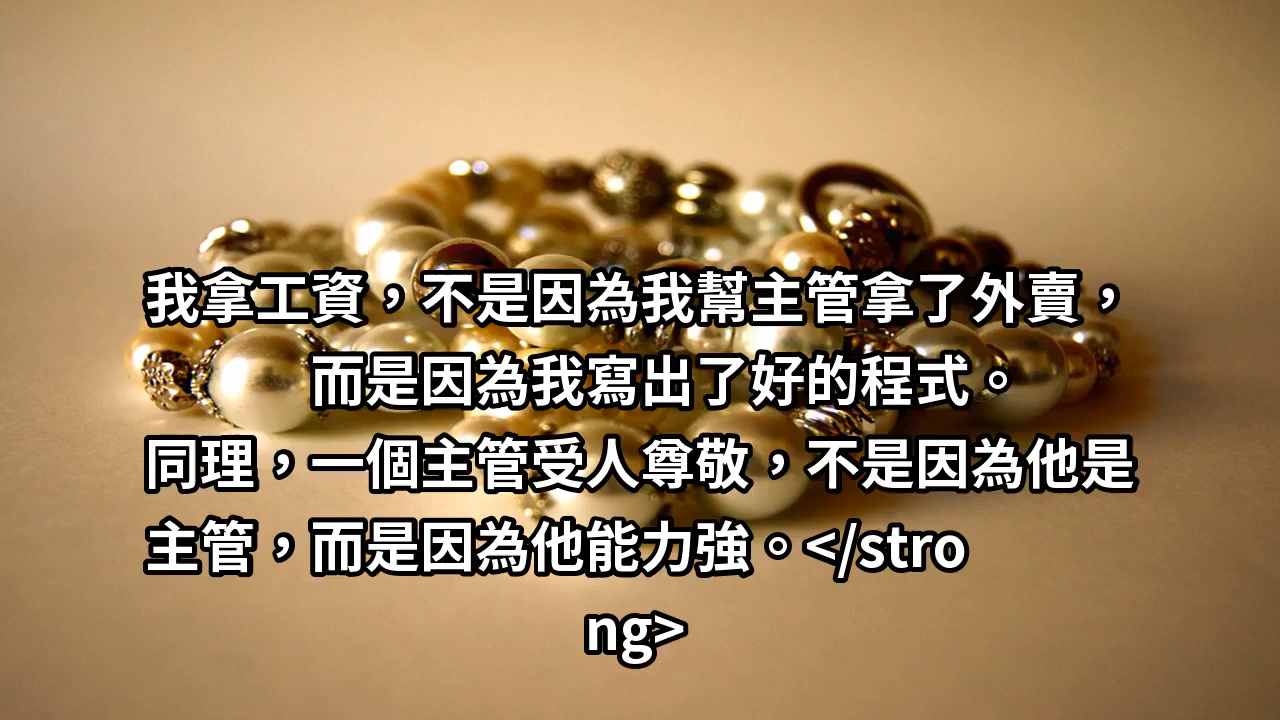 我拿工資，不是因為我幫主管拿了外賣，
而是因為我寫出了好的程式。
同理，一個主管受人尊敬，不是因為他是
主管，而是因為他能力強。</stro
ng>